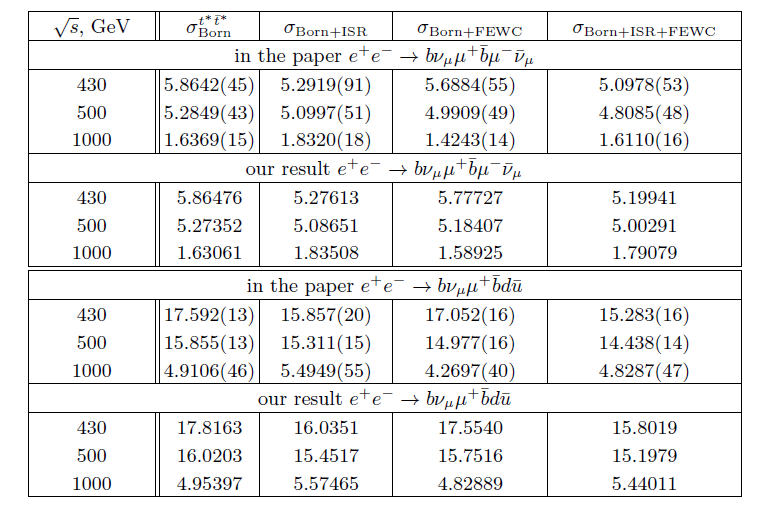 √s, GeV σ_Born^{t*t̄*} σ_Born+ISR σ_Born+FEWC σ_Born+ISR+FEWC
in the paper e⁺e⁻ → bν_μμ⁺b̄μ⁻ν̄_μ
430 5.8642(45) 5.2919(91) 5.6884(55) 5.0978(53)
500 5.2849(43) 5.0997(51) 4.9909(49) 4.8085(48)
1000 1.6369(15) 1.8320(18) 1.4243(14) 1.6110(16)
our result e⁺e⁻ → bν_μμ⁺b̄μ⁻ν̄_μ
430 5.86476 5.27613 5.77727 5.19941
500 5.27352 5.08651 5.18407 5.00291
1000 1.63061 1.83508 1.58925 1.79079
in the paper e⁺e⁻ → bν_μμ⁺b̄dū
430 17.592(13) 15.857(20) 17.052(16) 15.283(16)
500 15.855(13) 15.311(15) 14.977(16) 14.438(14)
1000 4.9106(46) 5.4949(55) 4.2697(40) 4.8287(47)
our result e⁺e⁻ → bν_μμ⁺b̄dū
430 17.8163 16.0351 17.5540 15.8019
500 16.0203 15.4517 15.7516 15.1979
1000 4.95397 5.57465 4.82889 5.44011